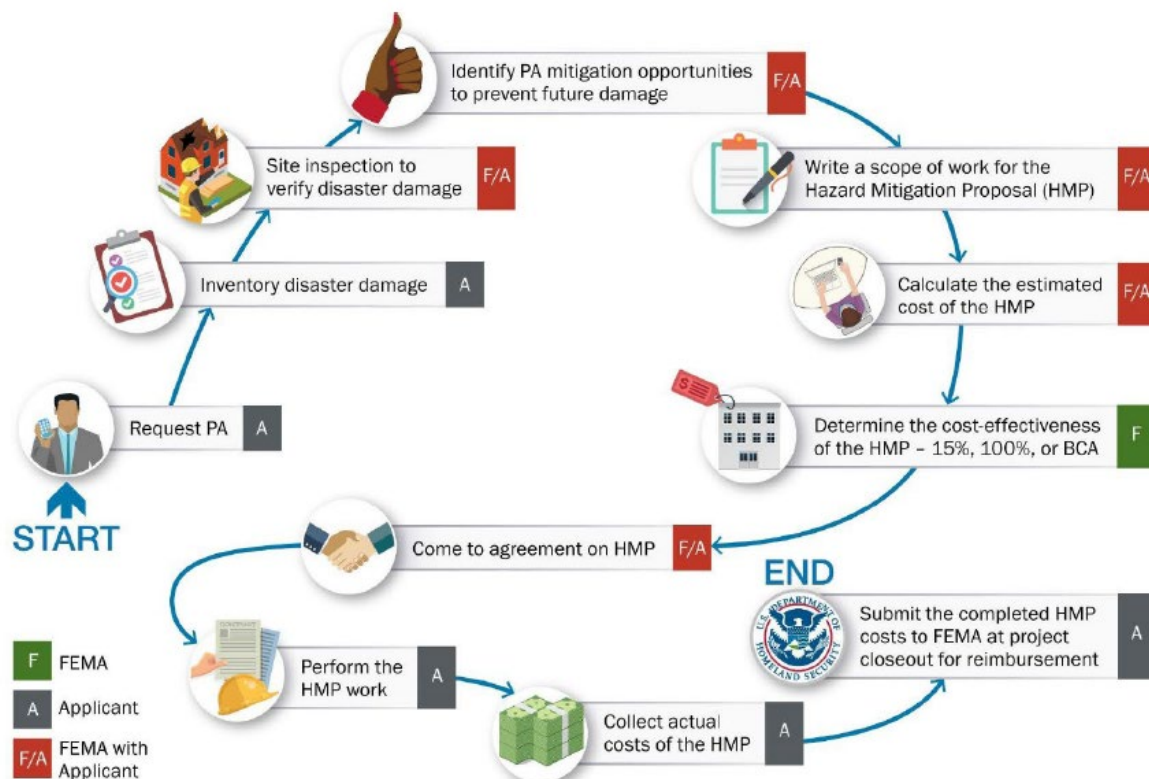 Identify PA mitigation opportunities
to prevent future damage
F/A
Site inspection to
verify disaster damage
F/A
Write a scope of work for the
Hazard Mitigation Proposal (HMP)
F/A
Inventory disaster damage
A
Calculate the estimated
cost of the HMP
F/A
Request PA
A
START
$
Determine the cost-effectiveness
of the HMP – 15%, 100%, or BCA
F
Come to agreement on HMP
F/A
Perform the
HMP work
A
Collect actual
costs of the HMP
A
END
U.S. DEPARTMENT OF
HOMELAND SECURITY
Submit the completed HMP
costs to FEMA at project
closeout for reimbursement
A
F FEMA
A Applicant
F/A FEMA with
Applicant